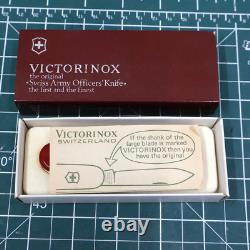 VICTORINOX
the original
«Swiss Army Officers' Knife»
the first and the finest
VICTORINOX
SWITZERLAND
If the shank of the
large blade is marked
VICTORINOX then you
have the original